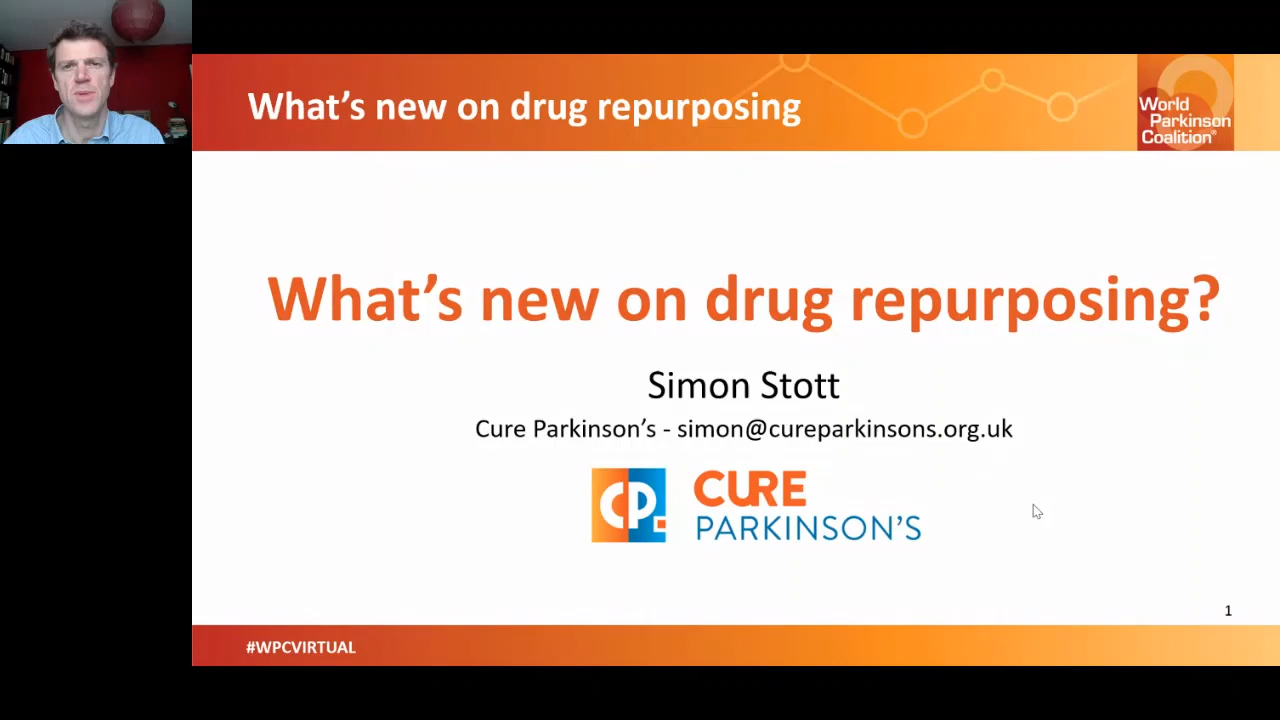 What's new on drug repurposing
World
Parkinson
Coalition®
What's new on drug repurposing?
Simon Stott
Cure Parkinson's - simon@cureparkinsons.org.uk
CP.
CURE
PARKINSON'S
1
#WPCVIRTUAL